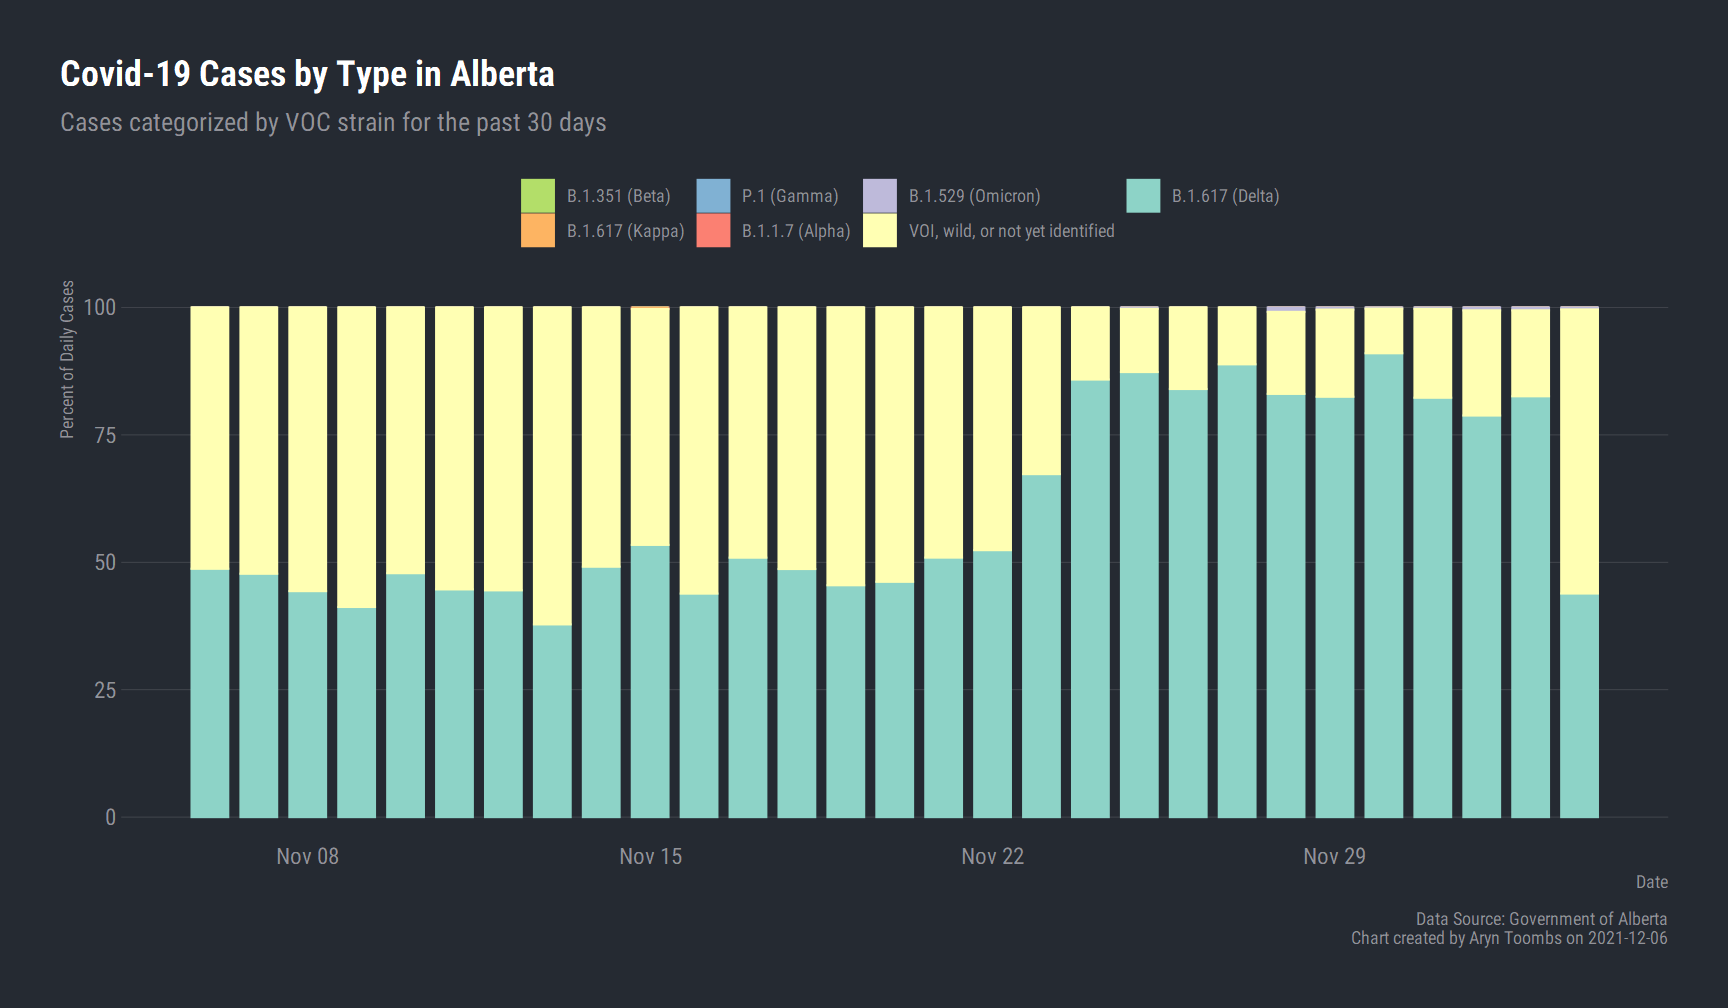 Covid-19 Cases by Type in Alberta
Cases categorized by VOC strain for the past 30 days
B.1.351 (Beta)
P.1 (Gamma)
B.1.529 (Omicron)
B.1.617 (Delta)
B.1.617 (Kappa)
B.1.1.7 (Alpha)
VOI, wild, or not yet identified
Percent of Daily Cases
100
75
50
25
0
Nov 08
Nov 15
Nov 22
Nov 29
Date
Data Source: Government of Alberta
Chart created by Aryn Toombs on 2021-12-06